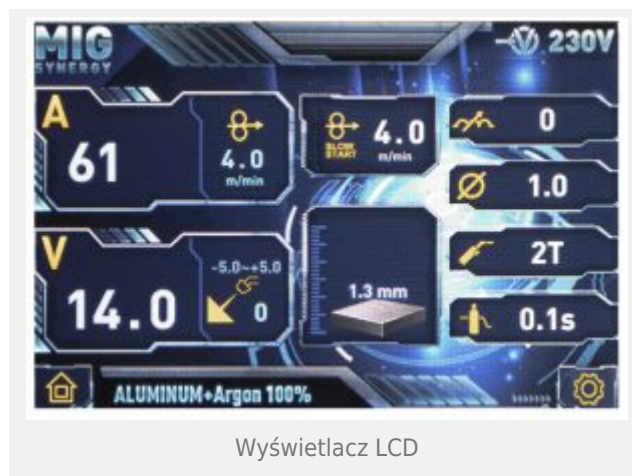 MIG
SYNERGY
230V
A
61
4.0
m/min
SLOW
START
4.0
m/min
0
1.0
V
14.0
-5.0~+5.0
0
1.3 mm
2T
0.1s
ALUMINUM+Argon 100%
Wyświetlacz LCD